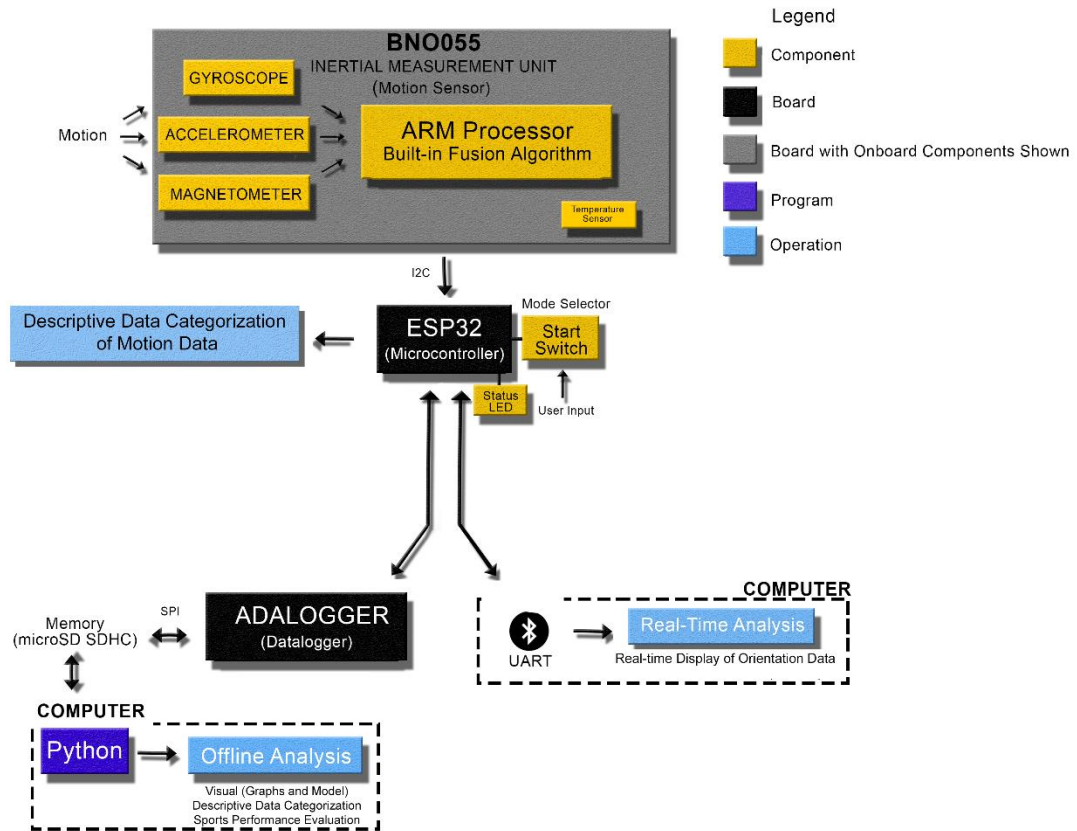 Legend
Component
Board
Board with Onboard Components Shown
Program
Operation
BNO055
INERTIAL MEASUREMENT UNIT
(Motion Sensor)
GYROSCOPE
Motion
ACCELEROMETER
MAGNETOMETER
ARM Processor
Built-in Fusion Algorithm
Temperature
Sensor
I2C
Descriptive Data Categorization
of Motion Data
ESP32
(Microcontroller)
Mode Selector
Start
Switch
Status
LED
User Input
ADALOGGER
(Datalogger)
SPI
Memory
(microSD SDHC)
COMPUTER
UART
Real-Time Analysis
Real-time Display of Orientation Data
COMPUTER
Python
Offline Analysis
Visual (Graphs and Model)
Descriptive Data Categorization
Sports Performance Evaluation